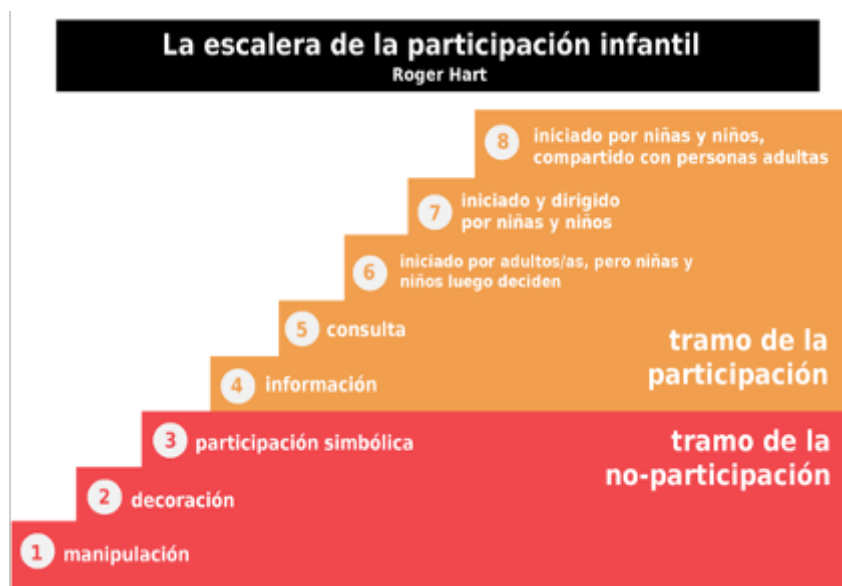 La escalera de la participación infantil
Roger Hart
8 iniciado por niñas y niños,
compartido con personas adultas
7 iniciado y dirigido
por niñas y niños
6 iniciado por adultos/as, pero niñas y
niños luego deciden
5 consulta
tramo de la
participación
4 información
3 participación simbólica
tramo de la
no-participación
2 decoración
1 manipulación